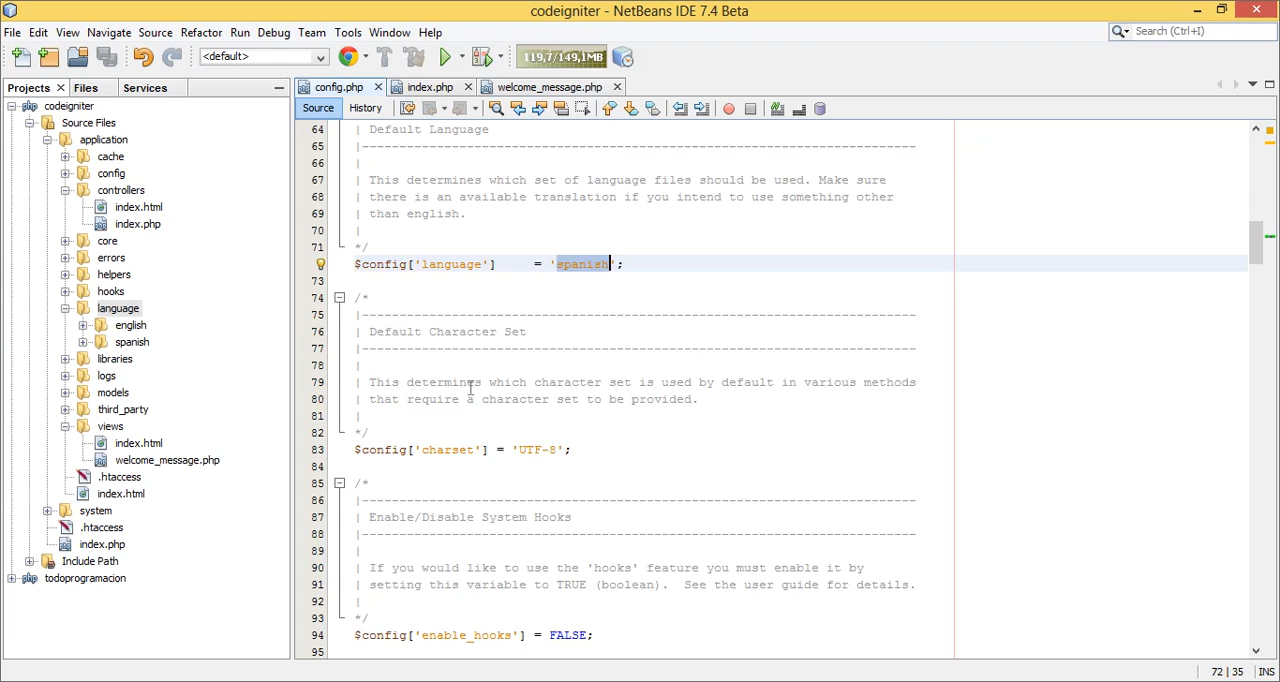 codeigniter - NetBeans IDE 7.4 Beta
File Edit View Navigate Source Refactor Run Debug Team Tools Window Help
Search (Ctrl+I)
<default>
119,7/149,1MB
Projects
Files
Services
config.php
index.php
welcome_message.php
Source
History
codeigniter
Source Files
application
cache
config
controllers
index.html
index.php
core
errors
helpers
hooks
language
english
spanish
libraries
logs
models
third_party
views
index.html
welcome_message.php
.htaccess
index.html
system
.htaccess
index.php
Include Path
todoprogramacion
64 | Default Language
65 |--------------------------------------------------------------------------
66 |
67 | This determines which set of language files should be used. Make sure
68 | there is an available translation if you intend to use something other
69 | than english.
70 |
71 */
$config['language']	= 'spanish';
73
74 /*
75 |--------------------------------------------------------------------------
76 | Default Character Set
77 |--------------------------------------------------------------------------
78 |
79 | This determines which character set is used by default in various methods
80 | that require a character set to be provided.
81 |
82 */
83 $config['charset'] = 'UTF-8';
84
85 /*
86 |--------------------------------------------------------------------------
87 | Enable/Disable System Hooks
88 |--------------------------------------------------------------------------
89 |
90 | If you would like to use the 'hooks' feature you must enable it by
91 | setting this variable to TRUE (boolean).  See the user guide for details.
92 |
93 */
94 $config['enable_hooks'] = FALSE;
95
72 | 35 INS